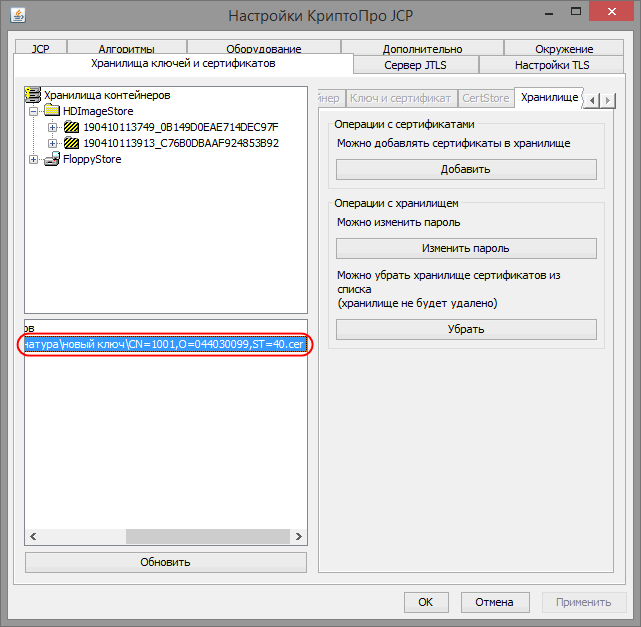 Настройки КриптоПро JCP
JCP Алгоритмы Оборудование Дополнительно Окружение
Хранилища ключей и сертификатов Сервер JTLS Настройки TLS
Хранилища контейнеров
HDImageStore
190410113749_0B149D0EAE714DEC97F
190410113913_C76B0DBAAF924853B92
FloppyStore
ов
натура\новый ключ\CN=1001,O=044030099,ST=40.cer
Обновить
йнер Ключ и сертификат CertStore Хранилище
Операции с сертификатами
Можно добавлять сертификаты в хранилище
Добавить
Операции с хранилищем
Можно изменить пароль
Изменить пароль
Можно убрать хранилище сертификатов из
списка
(хранилище не будет удалено)
Убрать
OK Отмена Применить